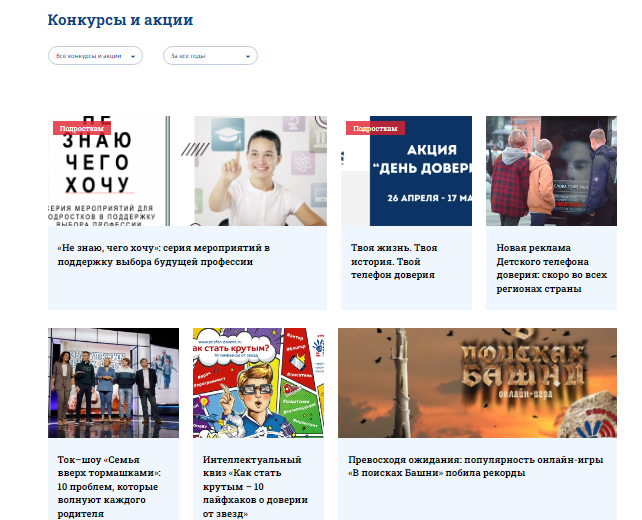 Конкурсы и акции
Все конкурсы и акции
За все годы
Подросткам
НЕ
ЗНАЮ
ЧЕГО
ХОЧУ
СЕРИЯ МЕРОПРИЯТИЙ ДЛЯ
ПОДРОСТКОВ В ПОДДЕРЖКУ
ВЫБОРА ПРОФЕССИИ
Подросткам
АКЦИЯ
“ДЕНЬ ДОВЕРИ
26 АПРЕЛЯ - 17 МА
«Не знаю, чего хочу»: серия мероприятий в
поддержку выбора будущей профессии
Твоя жизнь. Твоя
история. Твой
телефон доверия
Новая реклама
Детского телефона
доверия: скоро во всех
регионах страны
как стать крутым?
10 лайфхаков от звезд
ПОИСКАХ
БАШНИ
онлайн-игра
Ток–шоу «Семья
вверх тормашками»:
10 проблем, которые
волнуют каждого
родителя
Интеллектуальный
квиз «Как стать
крутым – 10
лайфхаков о доверии
от звезд»
Превосходя ожидания: популярность онлайн-игры
«В поисках Башни» побила рекорды